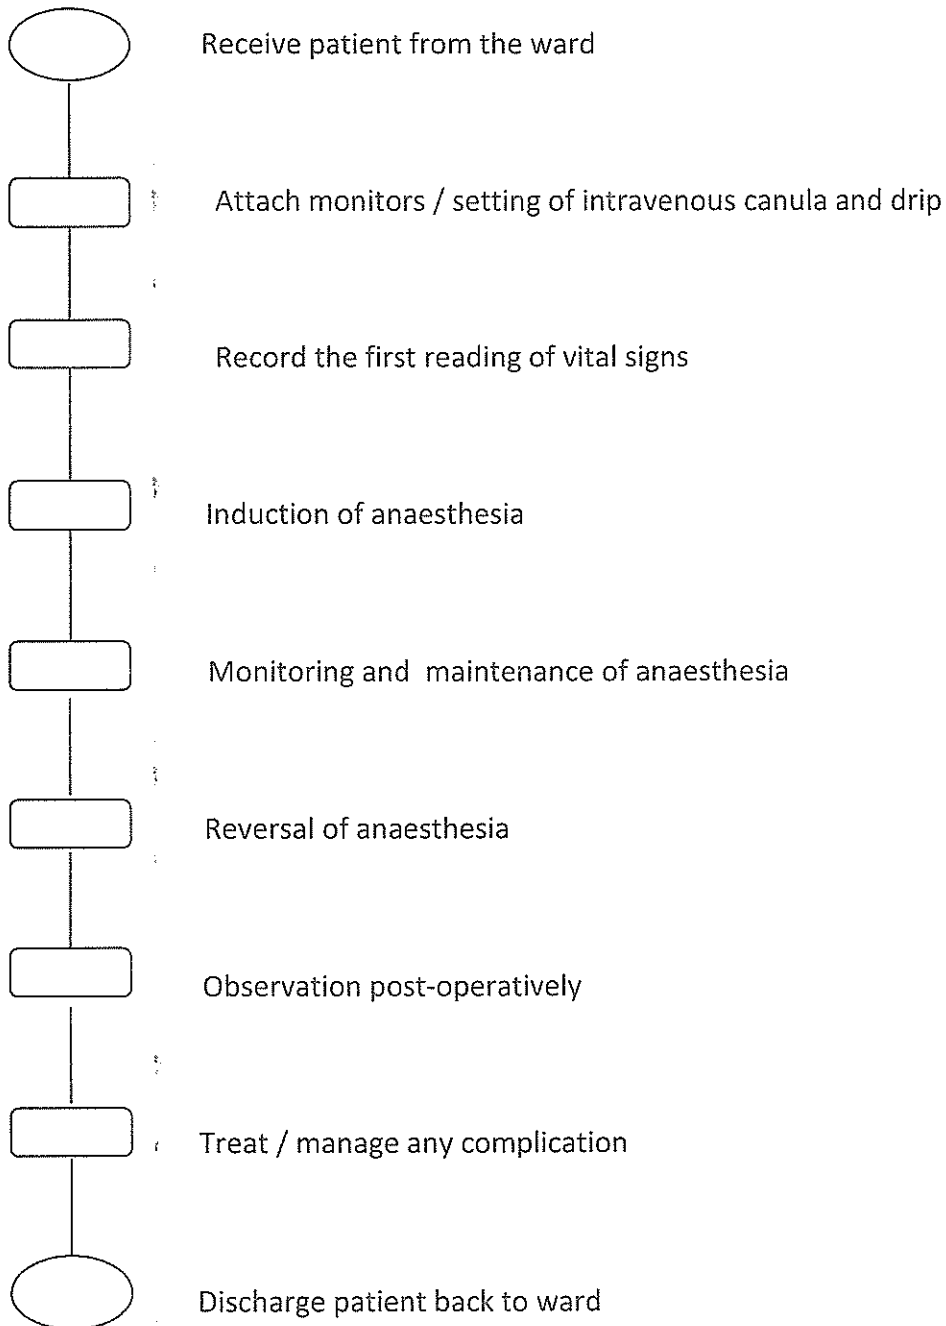 Receive patient from the ward
Attach monitors / setting of intravenous canula and drip
Record the first reading of vital signs
Induction of anaesthesia
Monitoring and maintenance of anaesthesia
Reversal of anaesthesia
Observation post-operatively
Treat / manage any complication
Discharge patient back to ward